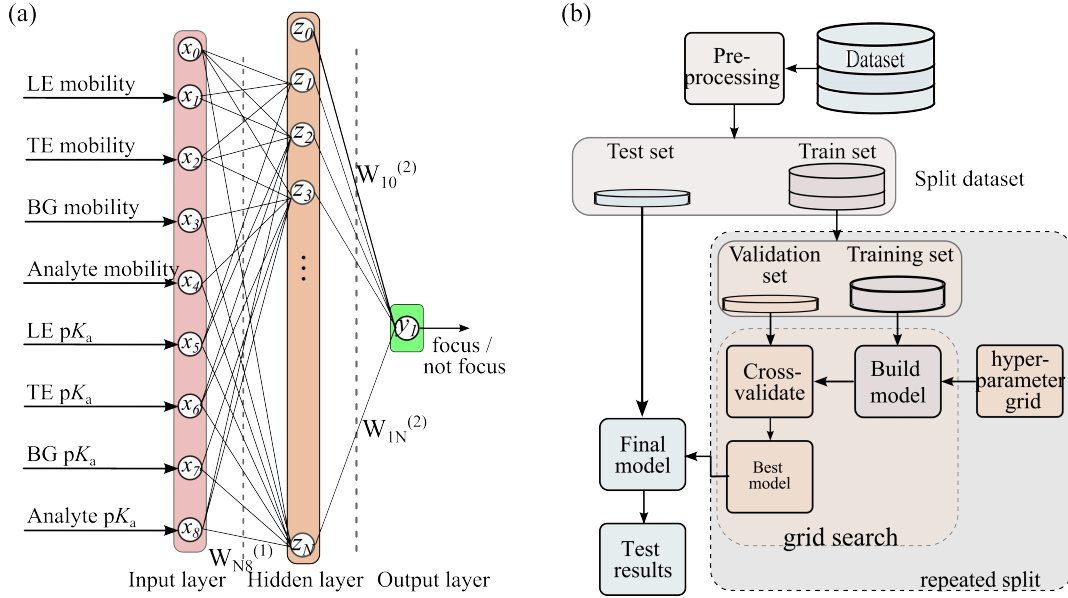 (a)
x0
z0
LE mobility
x1
z1
TE mobility
x2
z2
W10(2)
BG mobility
x3
z3
Analyte mobility
x4
⋮
LE pKa
x5
y1
focus /
not focus
TE pKa
x6
W1N(2)
BG pKa
x7
Analyte pKa
x8
zN
WN8(1)
Input layer
Hidden layer
Output layer
(b)
Pre-
processing
Dataset
Test set
Train set
Split dataset
Validation
set
Training set
Cross-
validate
Build
model
hyper-
parameter
grid
Final
model
Best
model
grid search
Test
results
repeated split